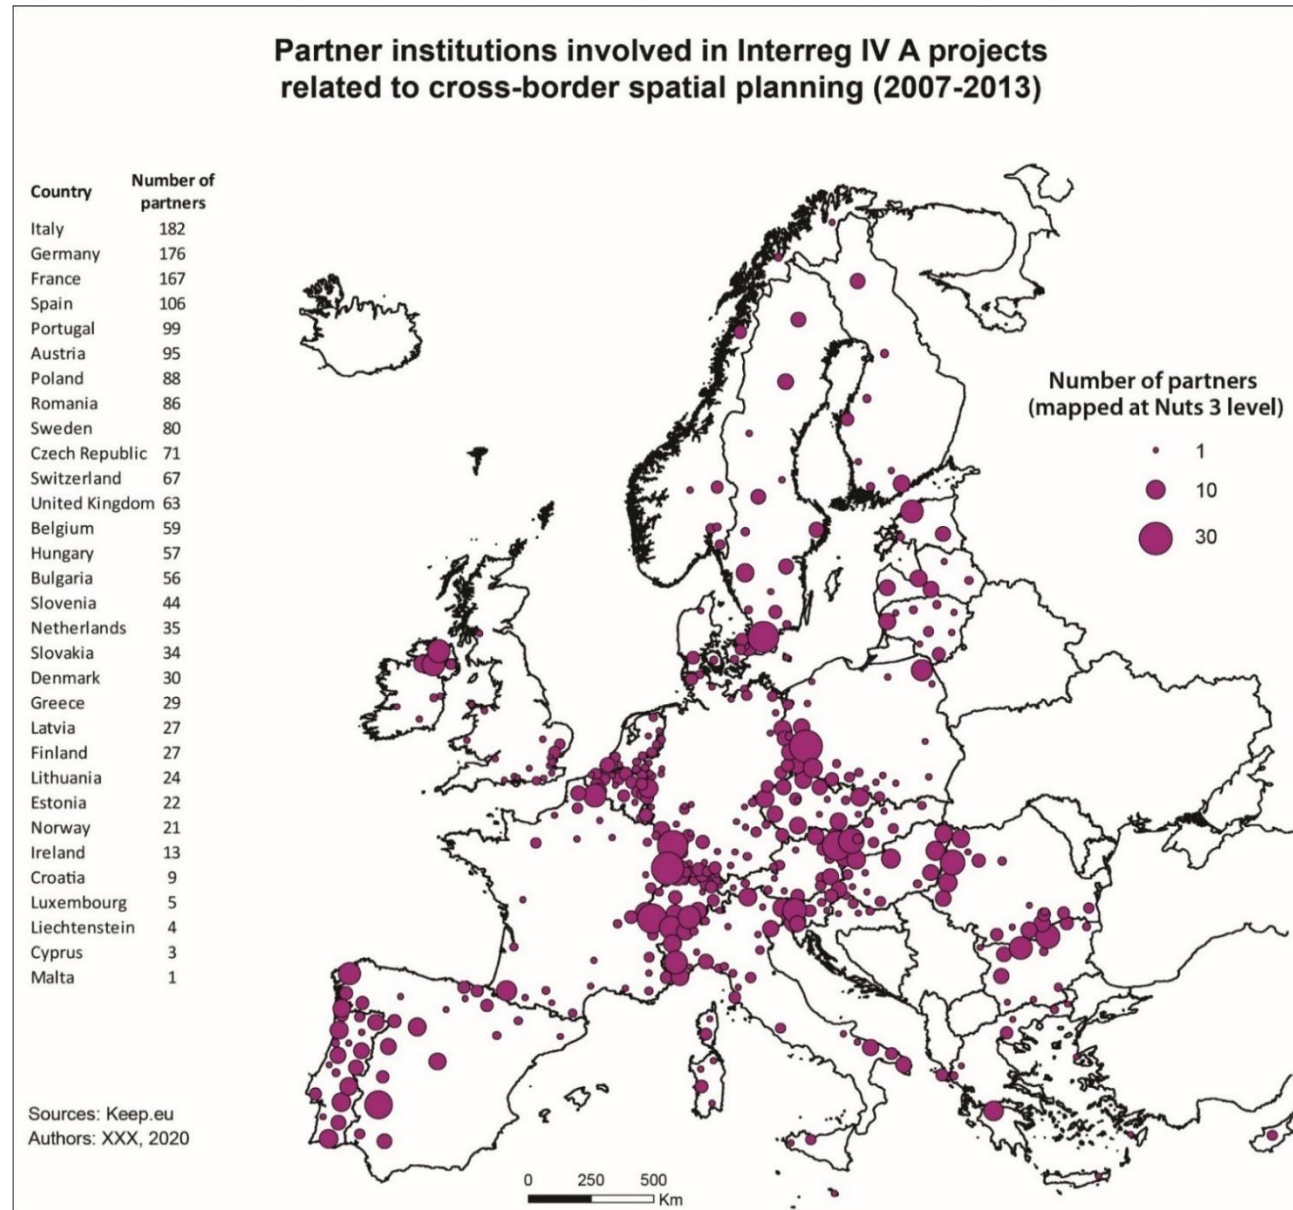 Partner institutions involved in Interreg IV A projects
related to cross-border spatial planning (2007-2013)
Country Number of partners
Italy 182
Germany 176
France 167
Spain 106
Portugal 99
Austria 95
Poland 88
Romania 86
Sweden 80
Czech Republic 71
Switzerland 67
United Kingdom 63
Belgium 59
Hungary 57
Bulgaria 56
Slovenia 44
Netherlands 35
Slovakia 34
Denmark 30
Greece 29
Latvia 27
Finland 27
Lithuania 24
Estonia 22
Norway 21
Ireland 13
Croatia 9
Luxembourg 5
Liechtenstein 4
Cyprus 3
Malta 1
Number of partners
(mapped at Nuts 3 level)
1
10
30
Sources: Keep.eu
Authors: XXX, 2020
0 250 500
Km